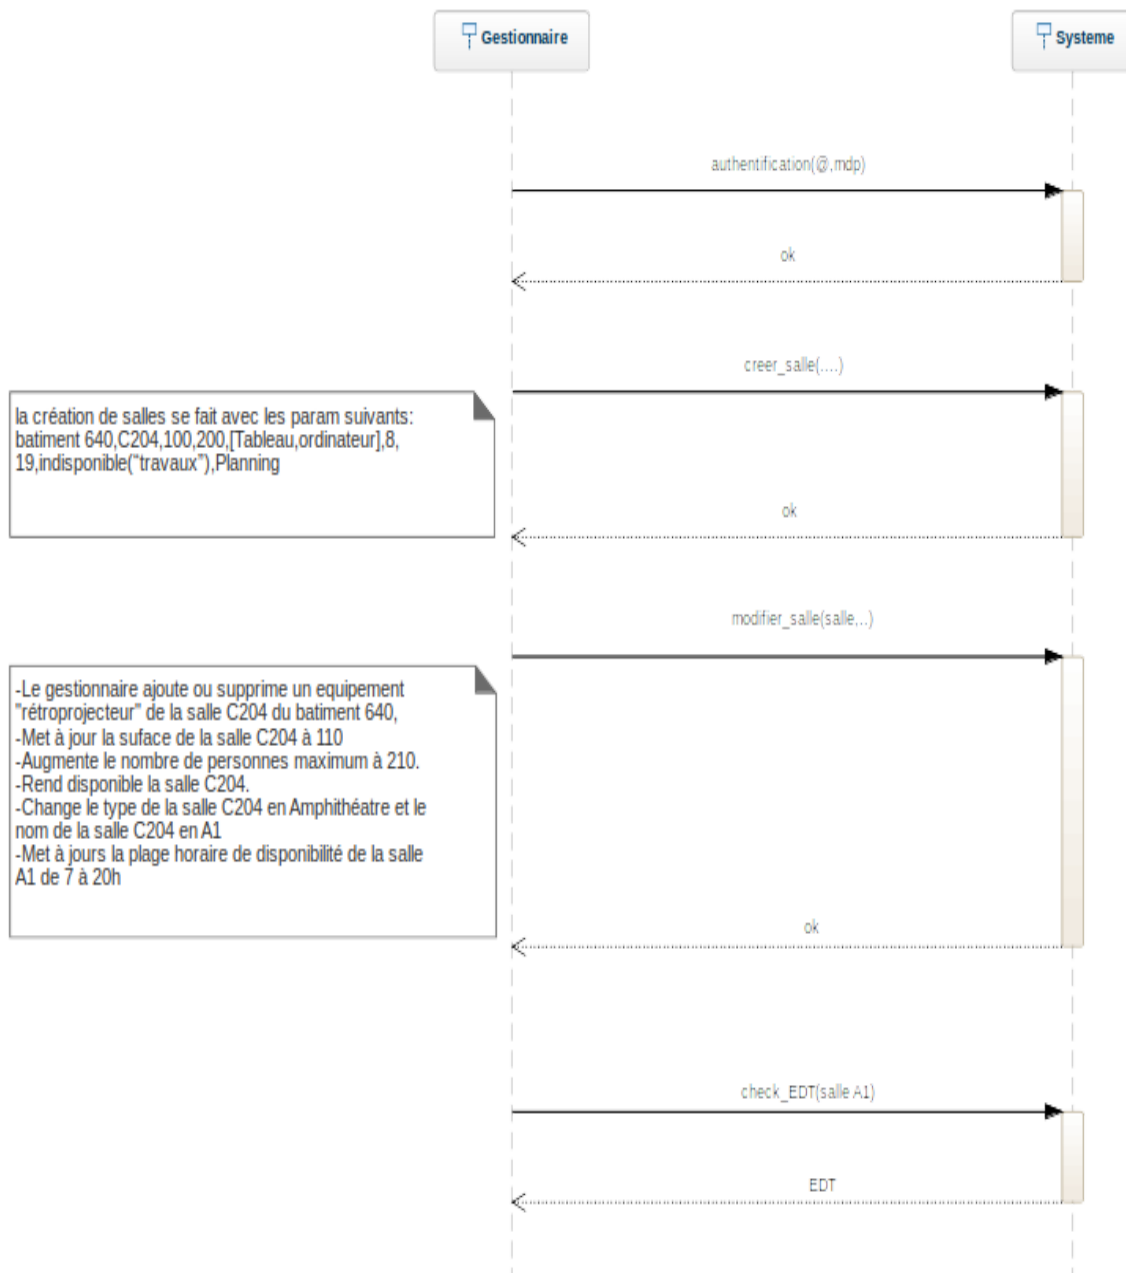 Gestionnaire
Systeme
authentification(@,mdp)
ok
creer_salle(....)
la création de salles se fait avec les param suivants:
batiment 640,C204,100,200,[Tableau,ordinateur],8,
19,indisponible("travaux"),Planning
ok
modifier_salle(salle,..)
-Le gestionnaire ajoute ou supprime un equipement
"rétroprojecteur" de la salle C204 du batiment 640,
-Met à jour la suface de la salle C204 à 110
-Augmente le nombre de personnes maximum à 210.
-Rend disponible la salle C204.
-Change le type de la salle C204 en Amphithéatre et le
nom de la salle C204 en A1
-Met à jours la plage horaire de disponibilité de la salle
A1 de 7 à 20h
ok
check_EDT(salle A1)
EDT